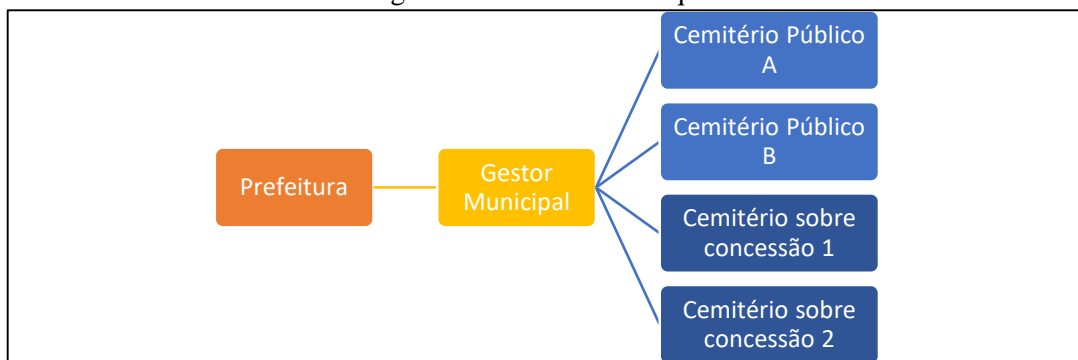 Cemitério Público
A
Cemitério Público
B
Prefeitura
Gestor
Municipal
Cemitério sobre
concessão 1
Cemitério sobre
concessão 2